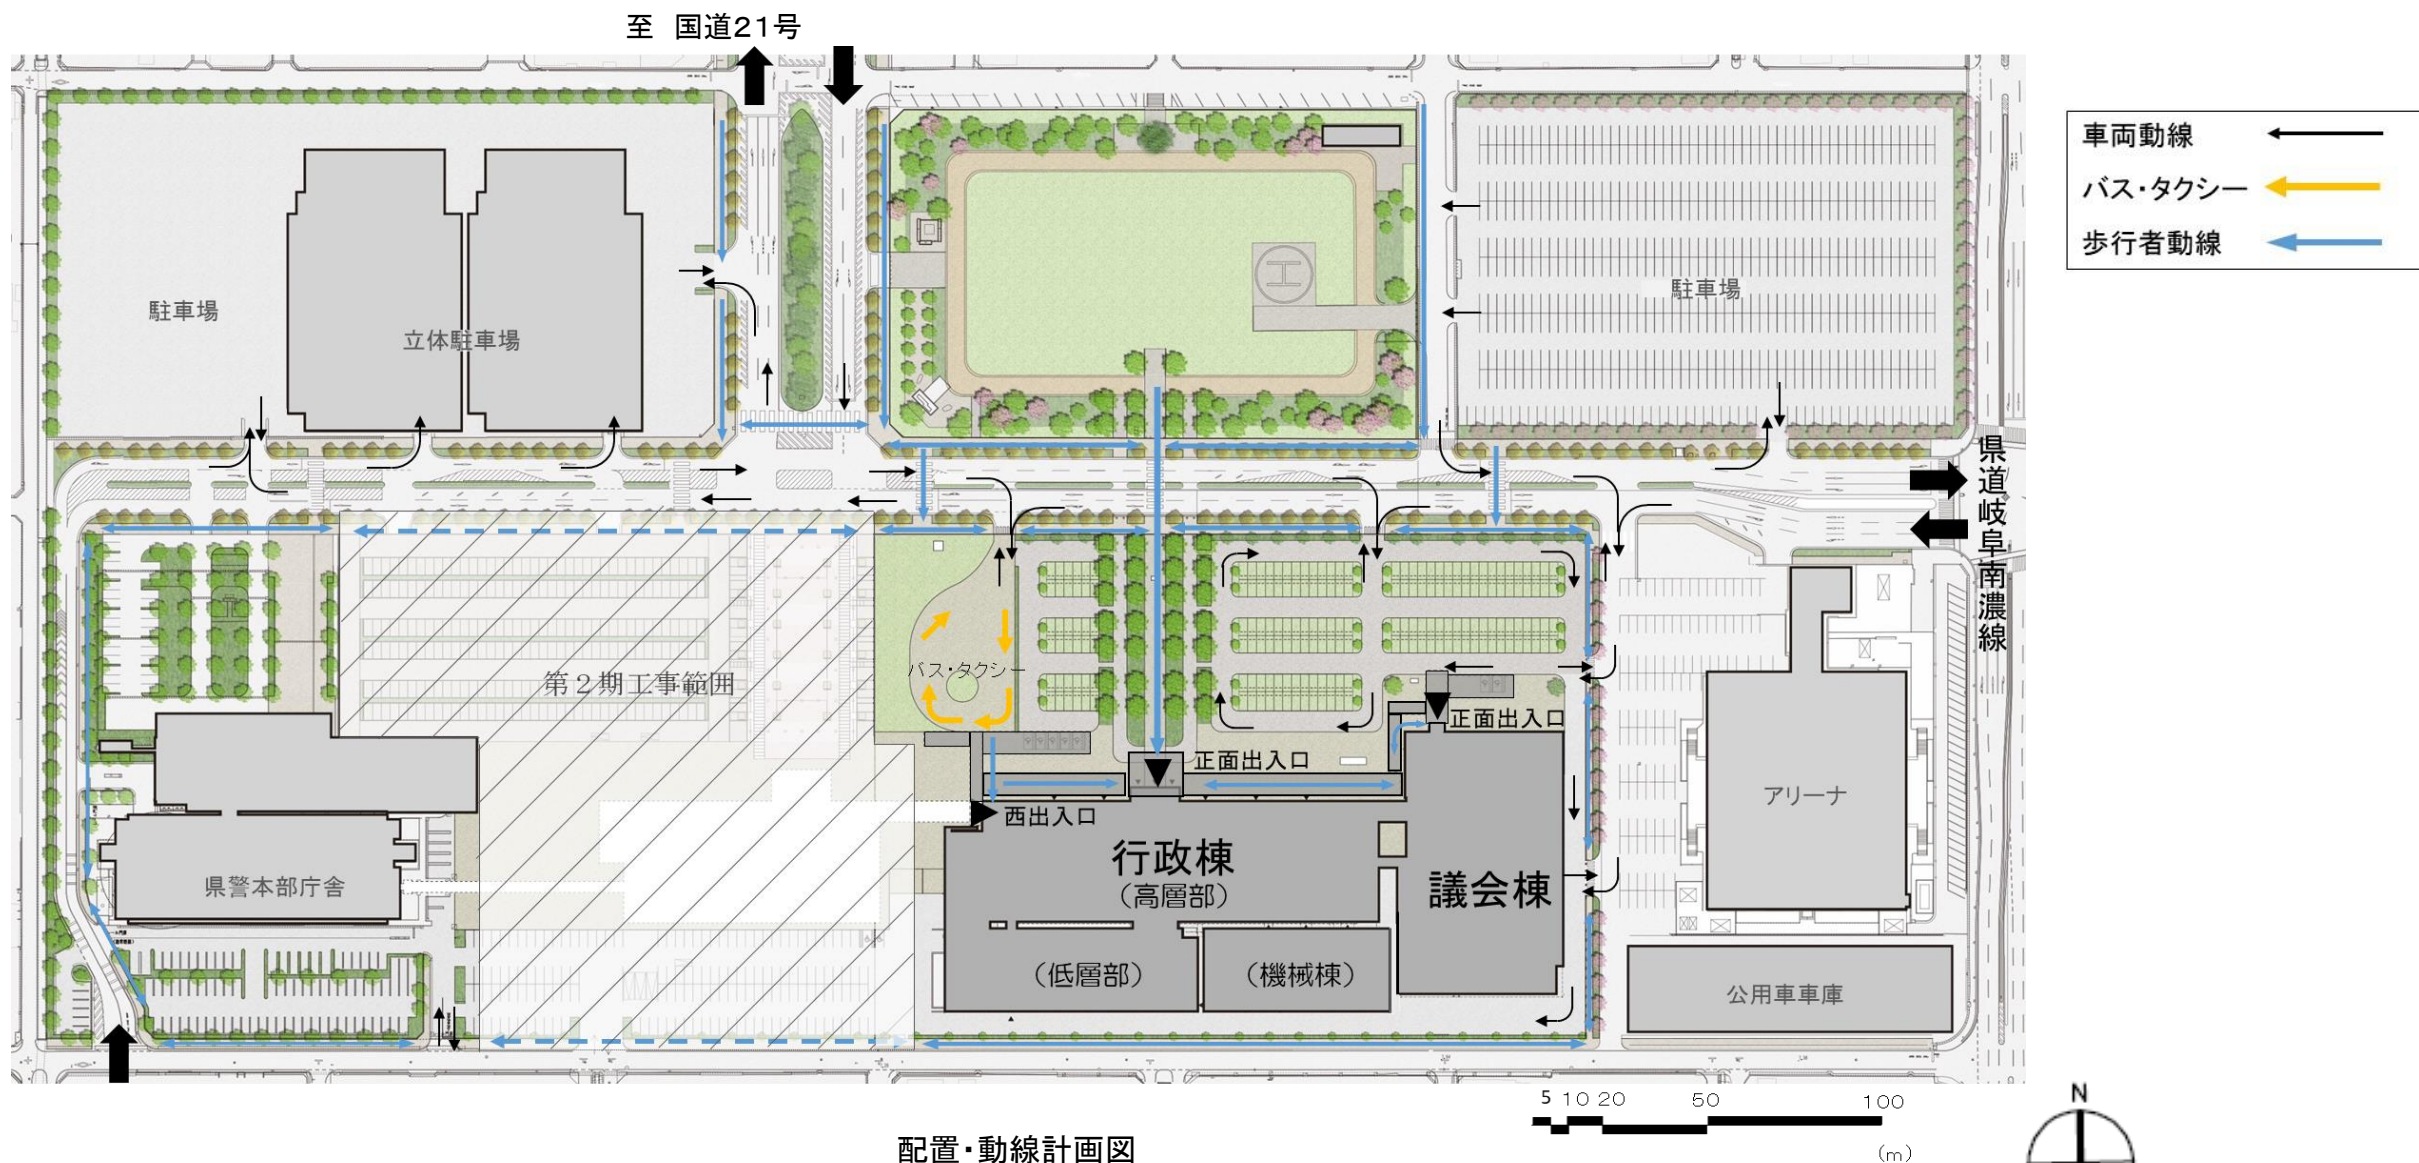 至 国道21号
車両動線
バス・タクシー
歩行者動線
駐車場
立体駐車場
駐車場
県道岐阜南濃線
第2期工事範囲
バス・タクシー
正面出入口
正面出入口
西出入口
行政棟
(高層部)
議会棟
アリーナ
県警本部庁舎
(低層部)
(機械棟)
公用車車庫
5 10 20 50 100
(m)
N
配置・動線計画図